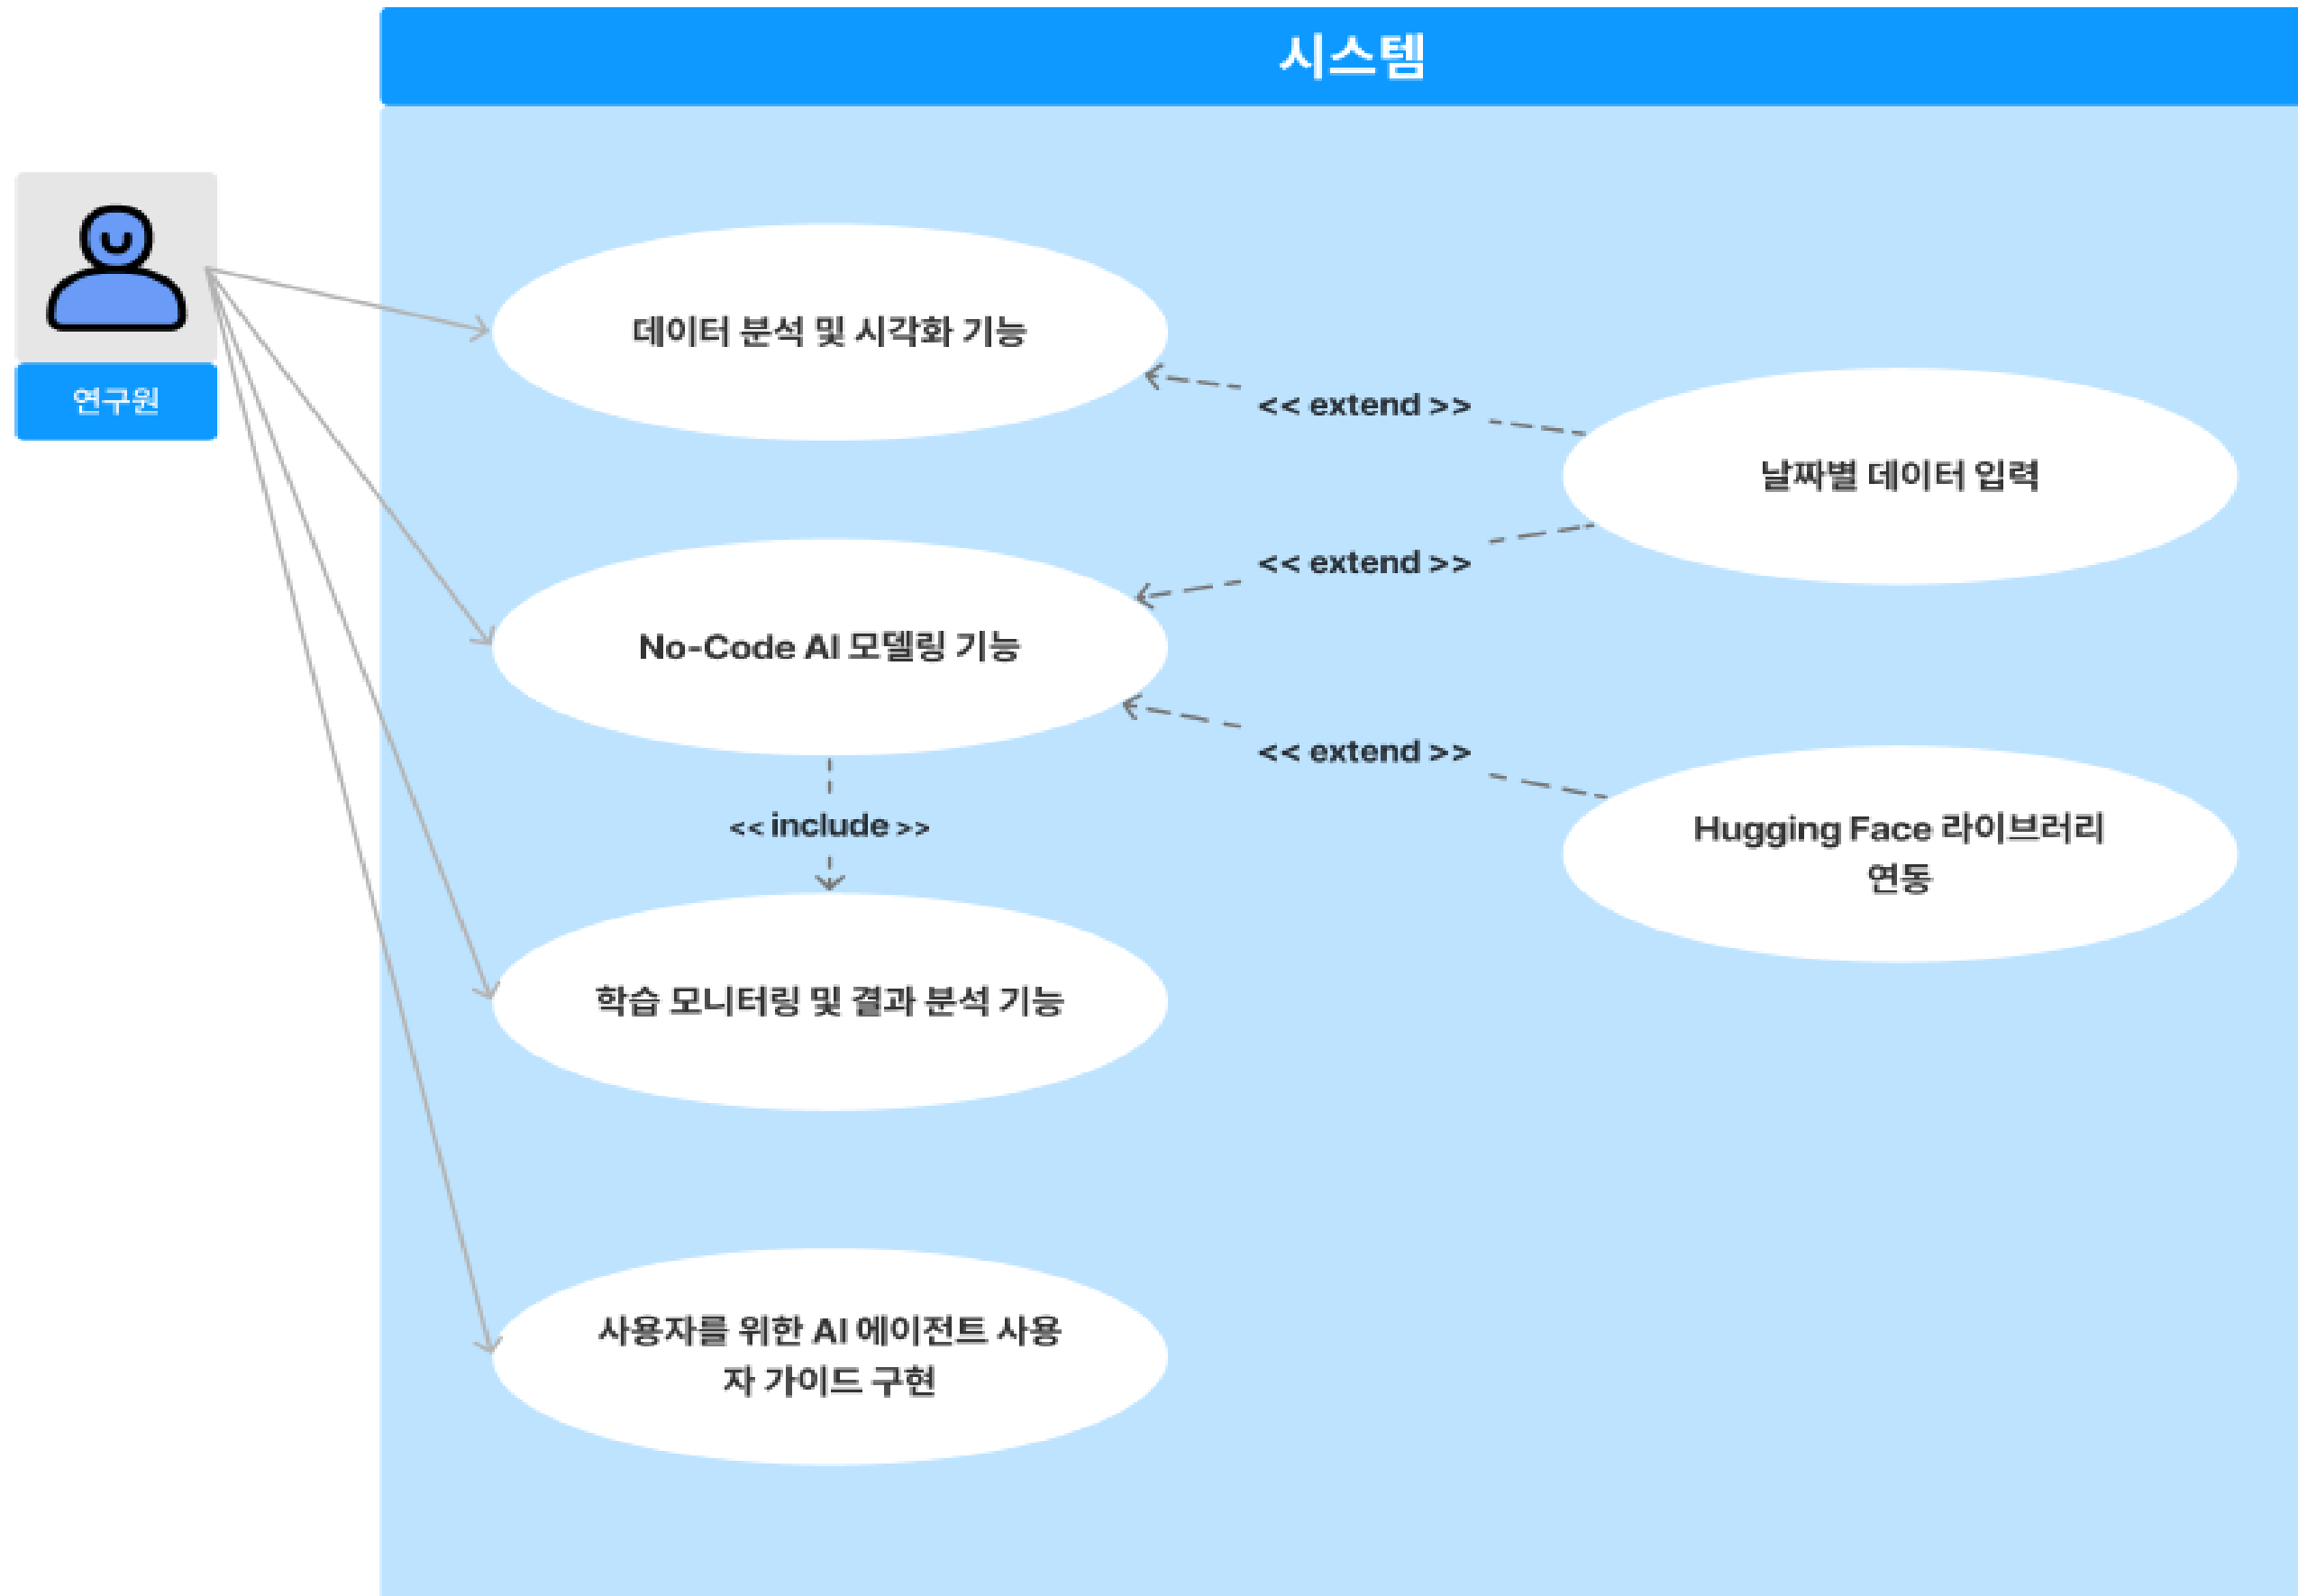 시스템
연구원
데이터 분석 및 시각화 기능
<< extend >>
날짜별 데이터 입력
<< extend >>
No-Code AI 모델링 기능
<< extend >>
<< include >>
Hugging Face 라이브러리
연동
학습 모니터링 및 결과 분석 기능
사용자를 위한 AI 에이전트 사용
자 가이드 구현